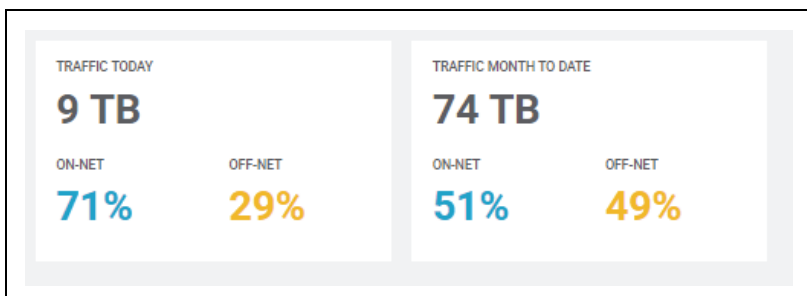 TRAFFIC TODAY
9 TB
ON-NET OFF-NET
71% 29%
TRAFFIC MONTH TO DATE
74 TB
ON-NET OFF-NET
51% 49%